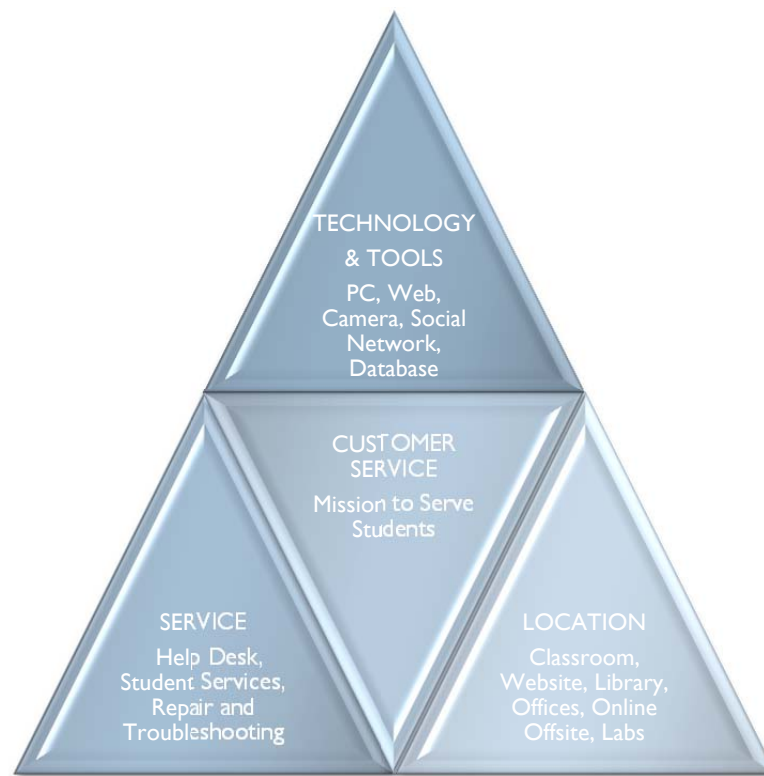 TECHNOLOGY
& TOOLS
PC, Web,
Camera, Social
Network,
Database
CUSTOMER
SERVICE
Mission to Serve
Students
SERVICE
Help Desk,
Student Services,
Repair and
Troubleshooting
LOCATION
Classroom,
Website, Library,
Offices, Online
Offsite, Labs